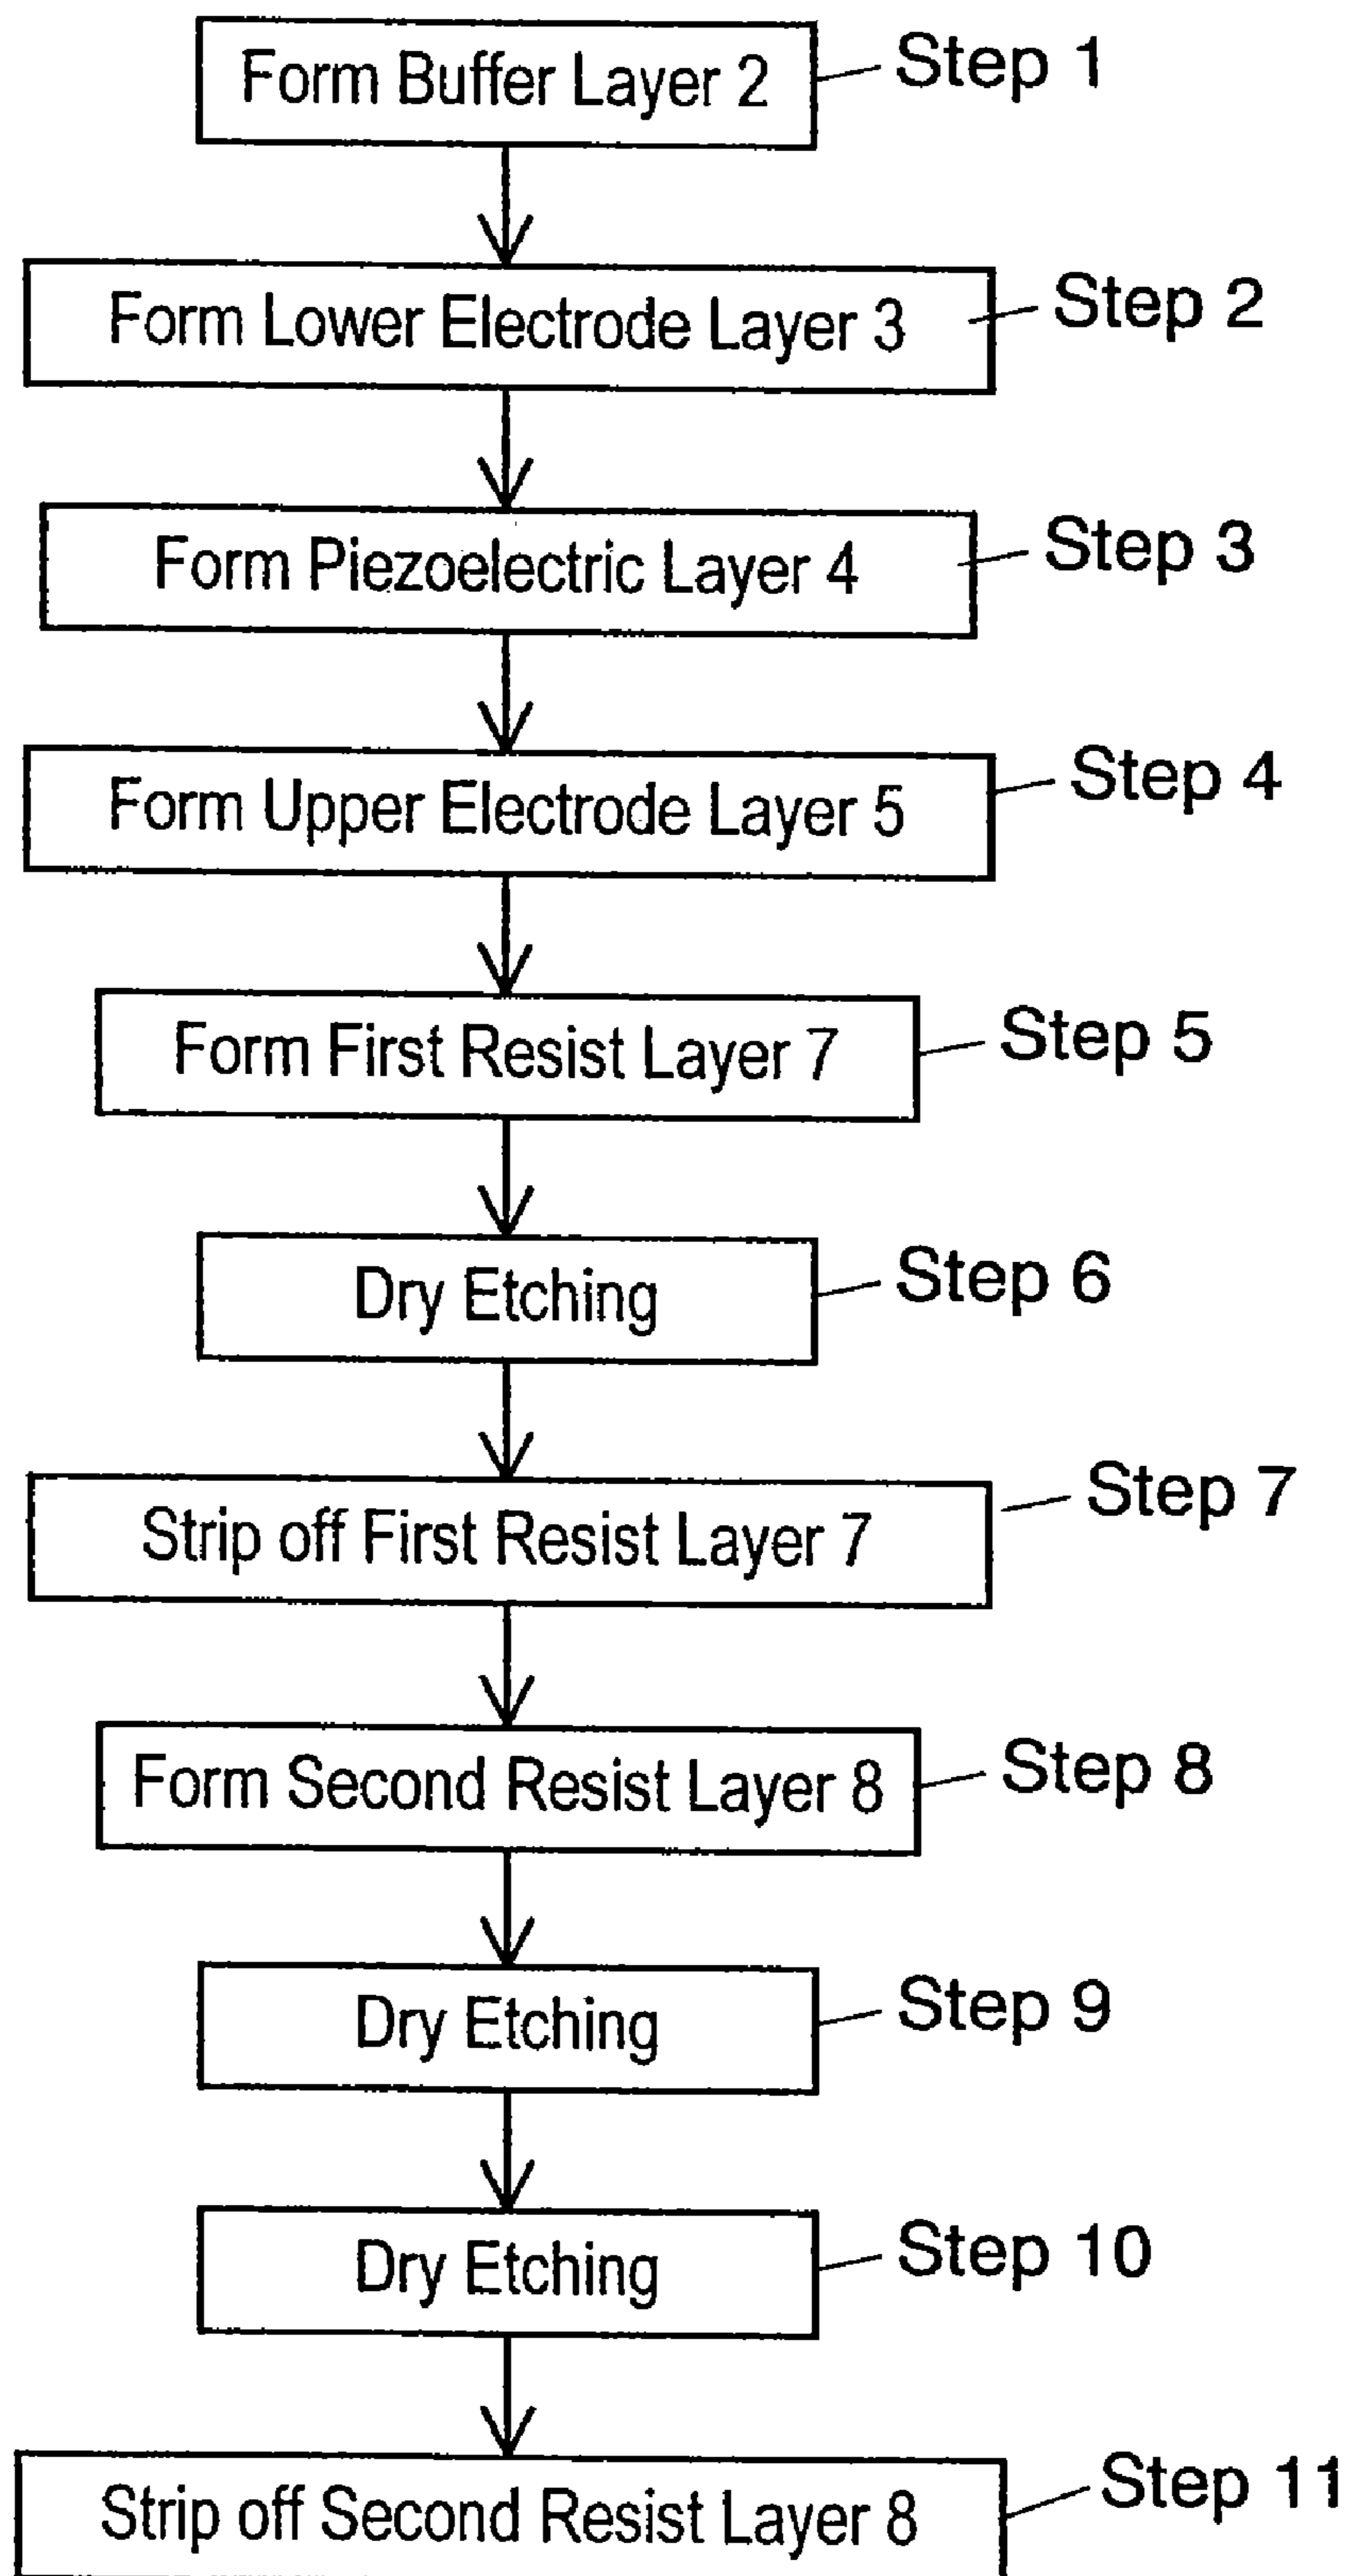 Form Buffer Layer 2 Step 1
Form Lower Electrode Layer 3 Step 2
Form Piezoelectric Layer 4 Step 3
Form Upper Electrode Layer 5 Step 4
Form First Resist Layer 7 Step 5
Dry Etching Step 6
Strip off First Resist Layer 7 Step 7
Form Second Resist Layer 8 Step 8
Dry Etching Step 9
Dry Etching Step 10
Strip off Second Resist Layer 8 Step 11